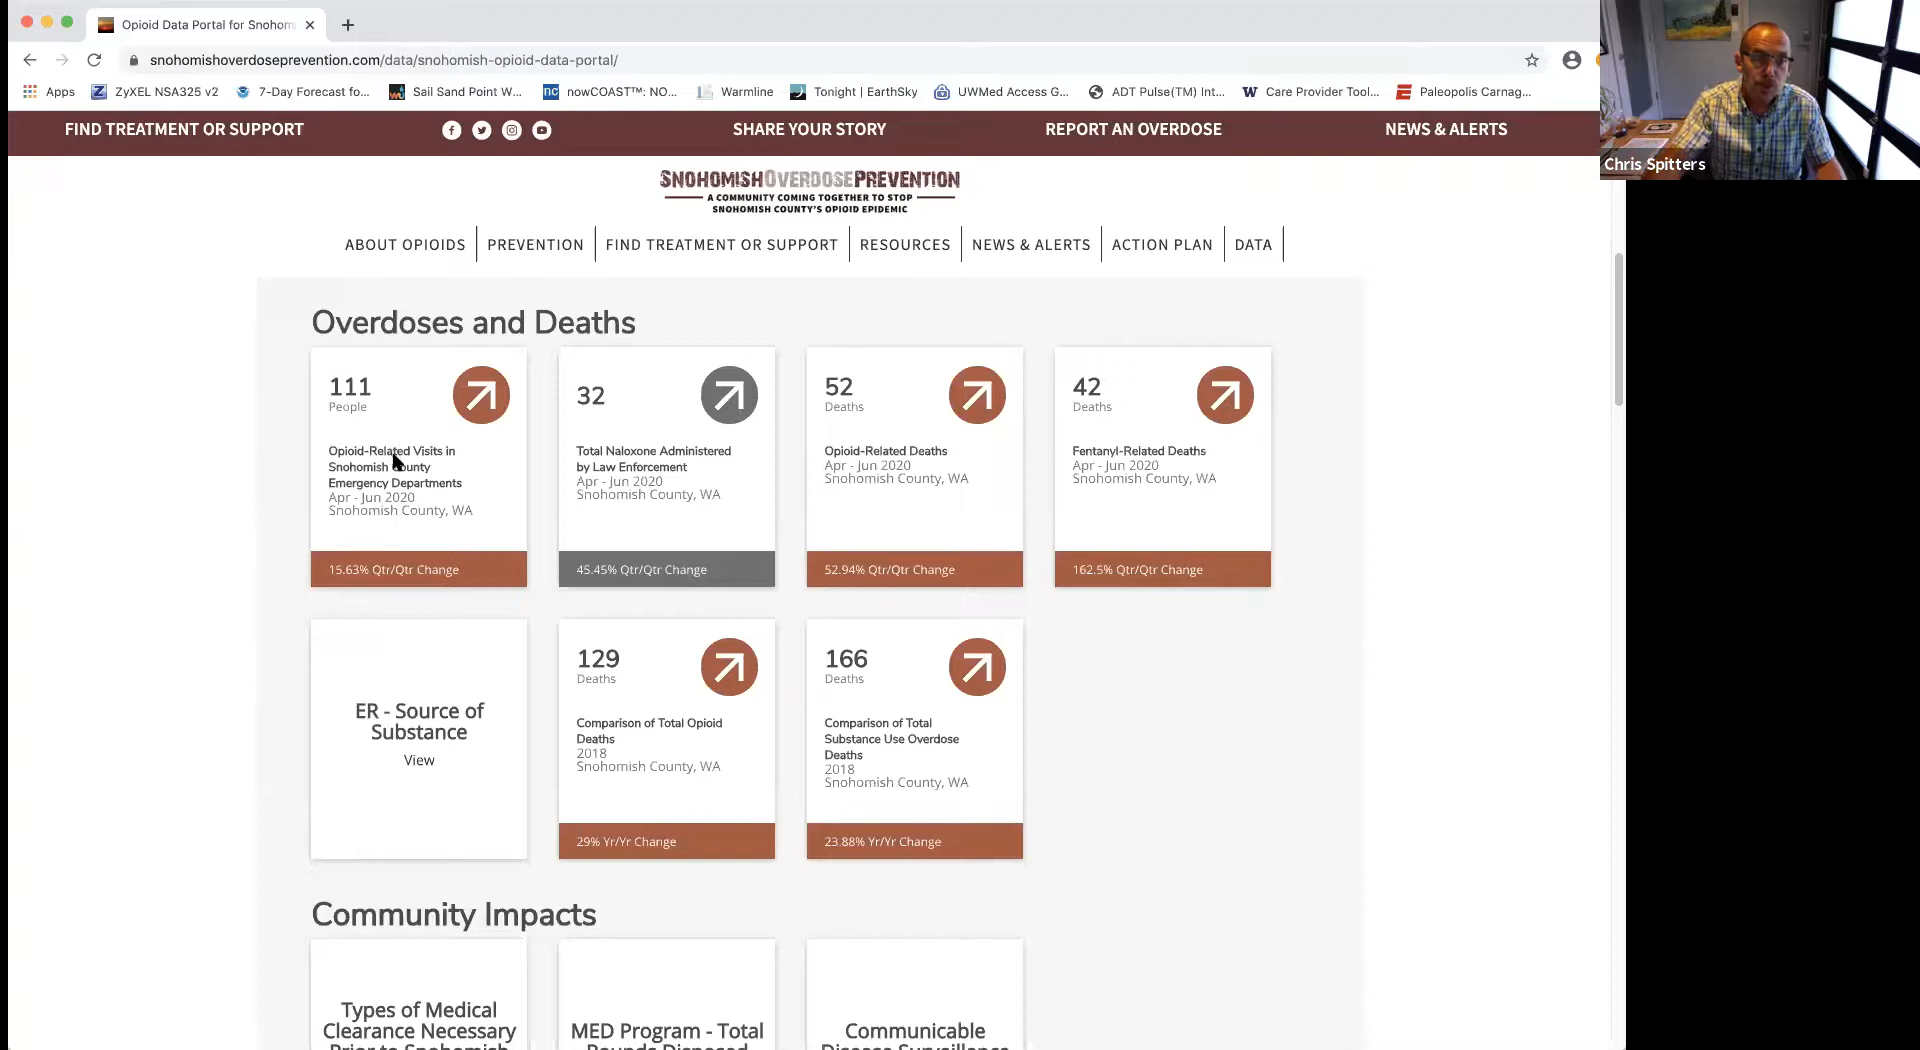 Opioid Data Portal for Snohom
snohomishoverdoseprevention.com/data/snohomish-opioid-data-portal/
Apps ZyXEL NSA325 v2 7-Day Forecast fo... Sail Sand Point W... nowCOAST™: NO... Warmline Tonight | EarthSky UWMed Access G... ADT Pulse(TM) Int... Care Provider Tool... Paleopolis Carnag...
Chris Spitters
FIND TREATMENT OR SUPPORT SHARE YOUR STORY REPORT AN OVERDOSE NEWS & ALERTS
SNOHOMISHOVERDOSEPREVENTION
A COMMUNITY COMING TOGETHER TO STOP
SNOHOMISH COUNTY'S OPIOID EPIDEMIC
ABOUT OPIOIDS PREVENTION FIND TREATMENT OR SUPPORT RESOURCES NEWS & ALERTS ACTION PLAN DATA
Overdoses and Deaths
111
People
Opioid-Related Visits in
Snohomish County
Emergency Departments
Apr - Jun 2020
Snohomish County, WA
15.63% Qtr/Qtr Change
32
Total Naloxone Administered
by Law Enforcement
Apr - Jun 2020
Snohomish County, WA
45.45% Qtr/Qtr Change
52
Deaths
Opioid-Related Deaths
Apr - Jun 2020
Snohomish County, WA
52.94% Qtr/Qtr Change
42
Deaths
Fentanyl-Related Deaths
Apr - Jun 2020
Snohomish County, WA
162.5% Qtr/Qtr Change
ER - Source of
Substance
View
129
Deaths
Comparison of Total Opioid
Deaths
2018
Snohomish County, WA
29% Yr/Yr Change
166
Deaths
Comparison of Total
Substance Use Overdose
Deaths
2018
Snohomish County, WA
23.88% Yr/Yr Change
Community Impacts
Types of Medical
Clearance Necessary
Prior to Snohomish
MED Program - Total
Pounds Disposed
Communicable
Disease Surveillance